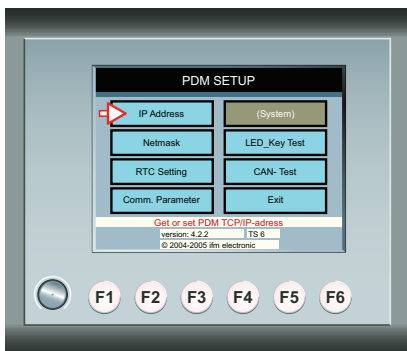 PDM SETUP
IP Address (System)
Netmask LED_Key Test
RTC Setting CAN- Test
Comm. Parameter Exit
Get or set PDM TCP/IP-adress
version: 4.2.2 TS 6
© 2004-2005 ifm electronic
F1 F2 F3 F4 F5 F6